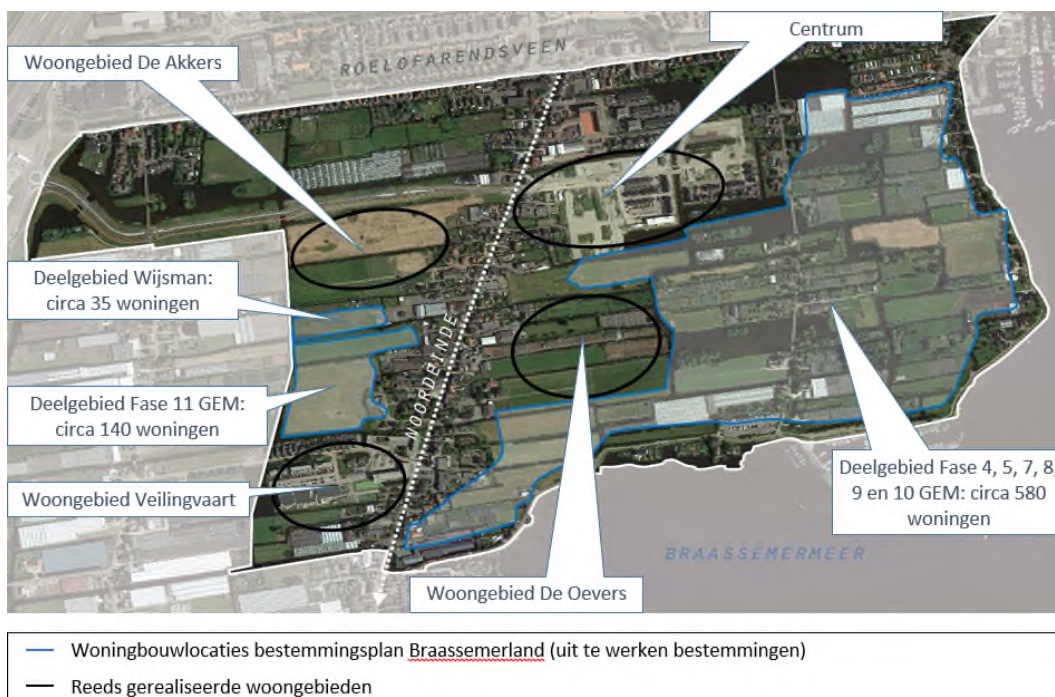 Centrum
Woongebied De Akkers
ROELOFARENDSVEEN
Deelgebied Wijsman:
circa 35 woningen
NOORDEINDE
Deelgebied Fase 11 GEM:
circa 140 woningen
Woongebied Veilingvaart
Deelgebied Fase 4, 5, 7, 8,
9 en 10 GEM: circa 580
woningen
BRAASSEMERMEER
Woongebied De Oevers
Woningbouwlocaties bestemmingsplan Braassemerland (uit te werken bestemmingen)
Reeds gerealiseerde woongebieden